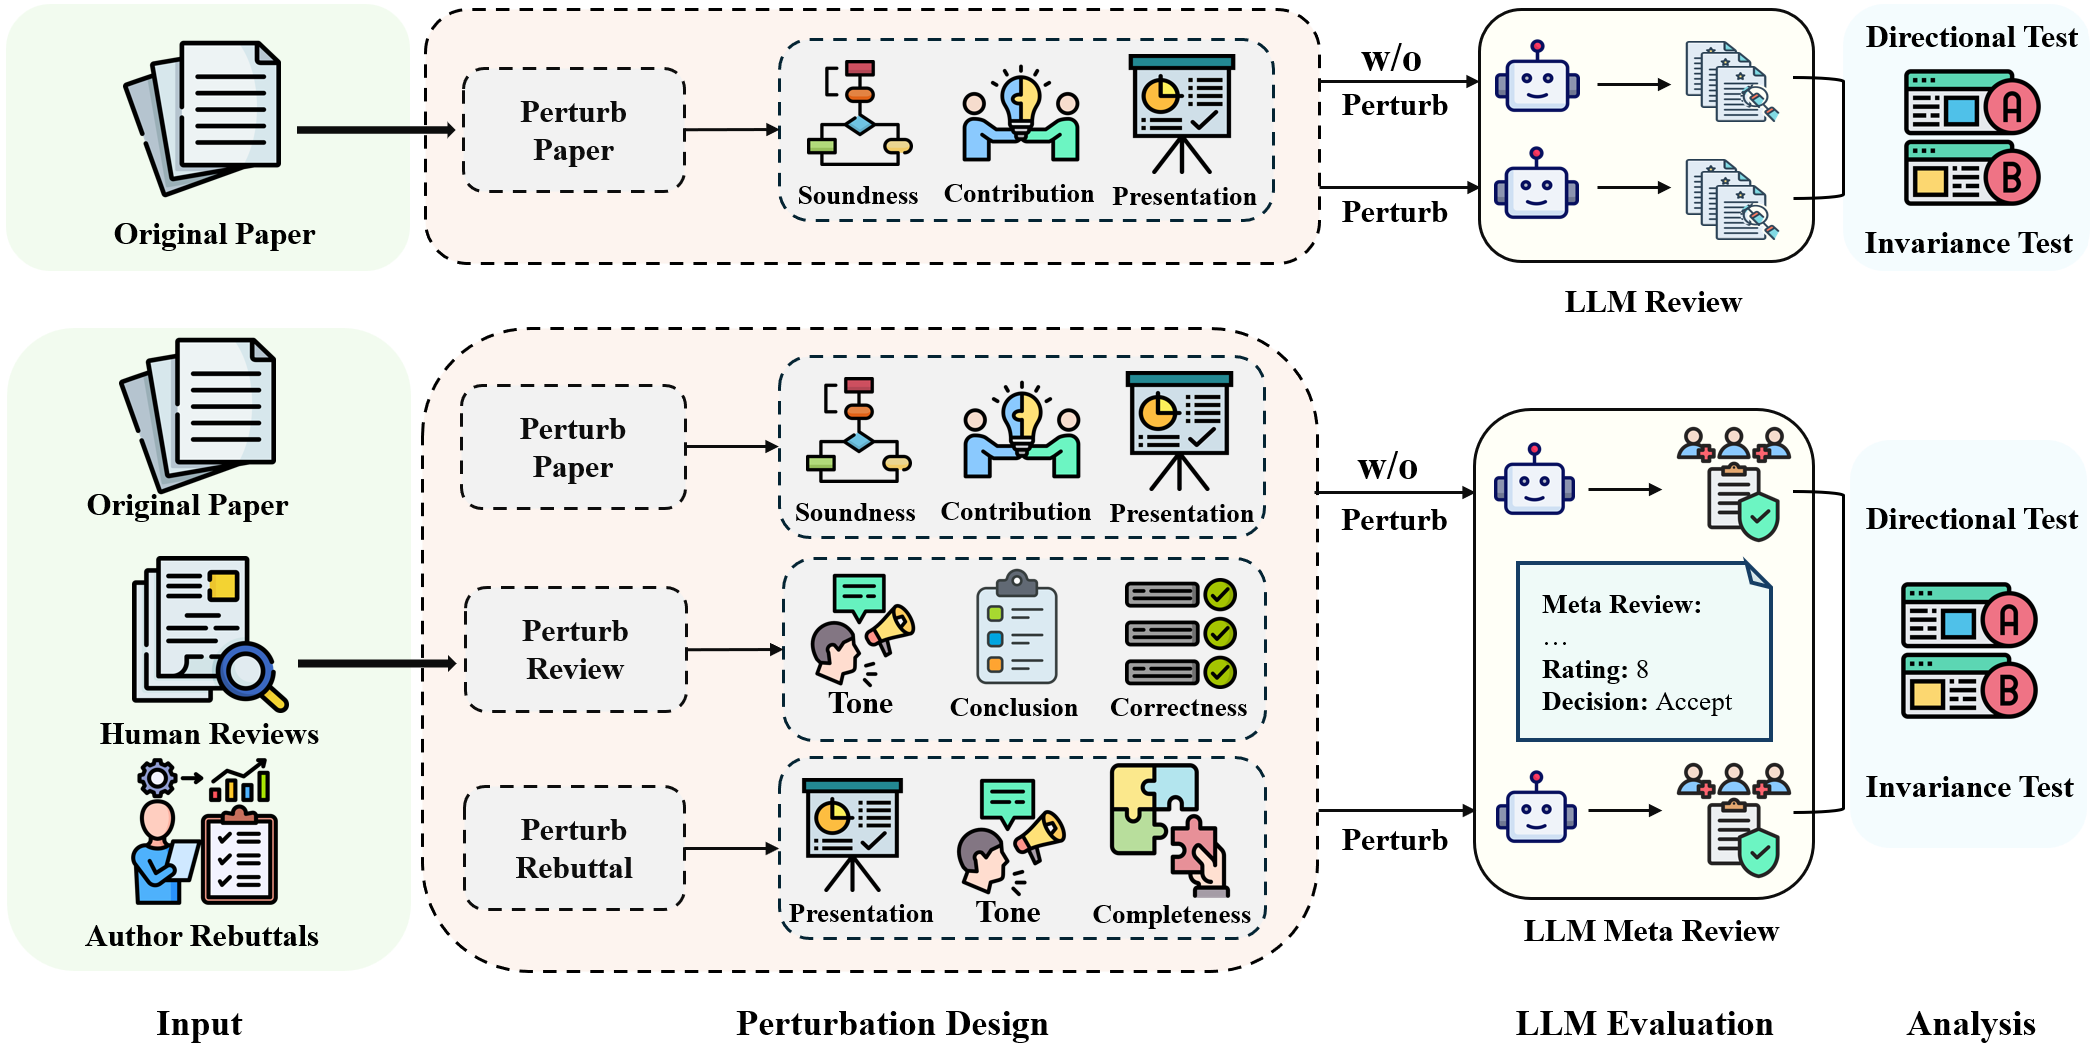 Original Paper
Perturb
Paper
Soundness
Contribution
Presentation
w/o
Perturb
Perturb
LLM Review
Directional Test
A
B
Invariance Test
Original Paper
Human Reviews
Author Rebuttals
Perturb
Paper
Soundness
Contribution
Presentation
Perturb
Review
Tone
Conclusion
Correctness
Perturb
Rebuttal
Presentation
Tone
Completeness
w/o
Perturb
Perturb
Meta Review:
...
Rating: 8
Decision: Accept
LLM Meta Review
Directional Test
A
B
Invariance Test
Input
Perturbation Design
LLM Evaluation
Analysis